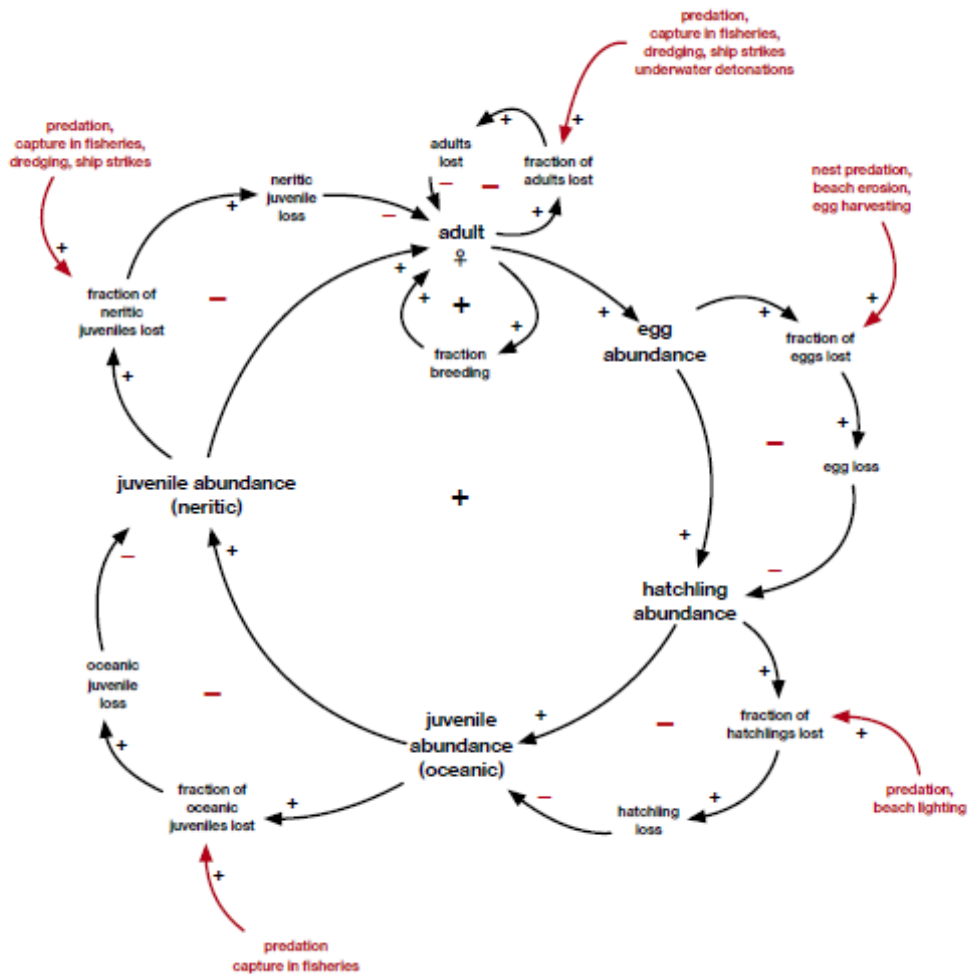 predation,
capture in fisheries,
dredging, ship strikes
underwater detonations
predation,
capture in fisheries,
dredging, ship strikes
adults
lost
fraction of
adults lost
nest predation,
beach erosion,
egg harvesting
neritic
juvenile
loss
+
+
+
–
–
–
+
adult
♀
+
+
+
+
+
+
fraction
breeding
fraction of
neritic
juveniles lost
–
+
+
egg
abundance
+
+
fraction of
eggs lost
+
–
egg loss
juvenile abundance
(neritic)
+
+
+
–
–
hatchling
abundance
oceanic
juvenile
loss
–
+
–
+
fraction of
hatchlings lost
+
juvenile
abundance
(oceanic)
+
fraction of
oceanic
juveniles lost
+
–
hatchling
loss
+
predation,
beach lighting
+
predation
capture in fisheries